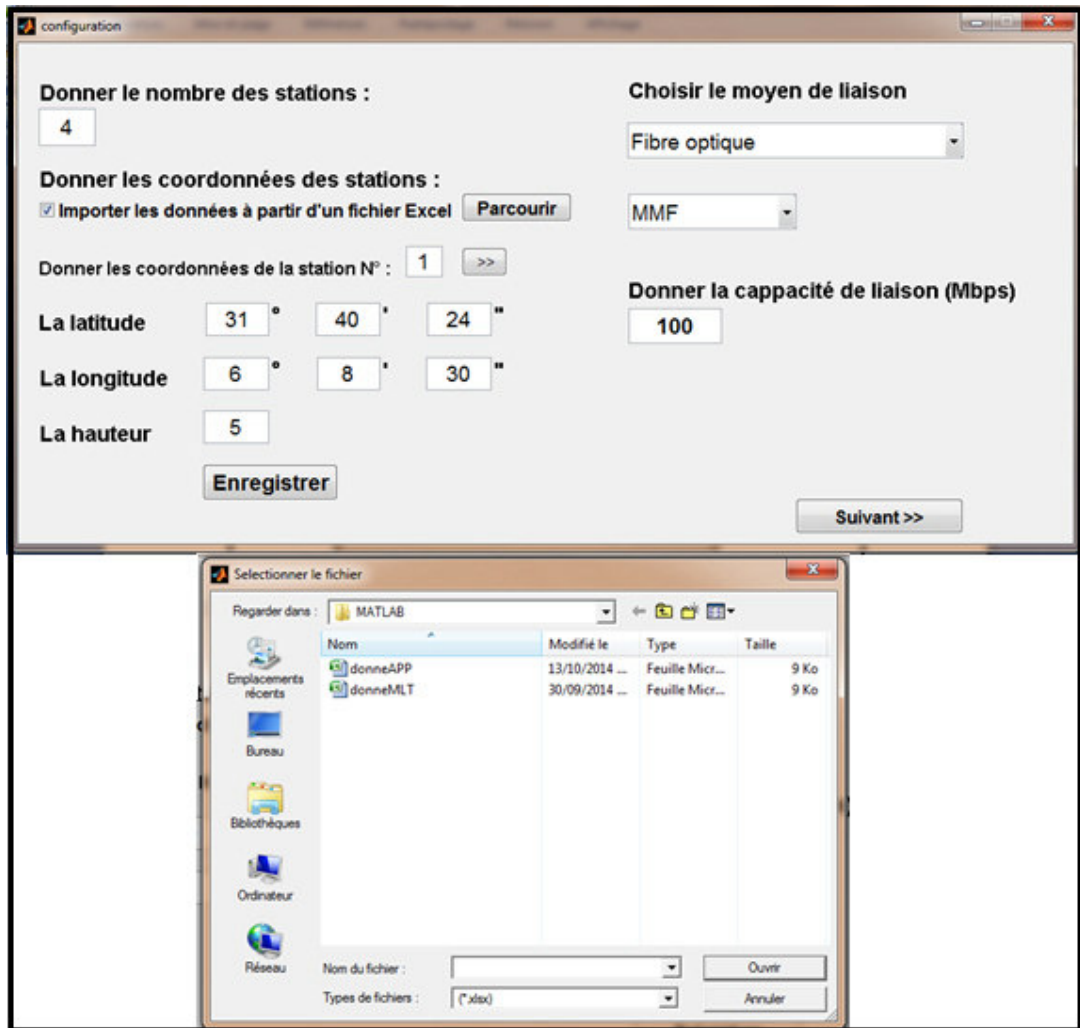 configuration
Donner le nombre des stations :
4
Donner les coordonnées des stations :
Importer les données à partir d'un fichier Excel Parcourir
Donner les coordonnées de la station N° : 1 >>
La latitude 31 ° 40 ' 24 "
La longitude 6 ° 8 ' 30 "
La hauteur 5
Enregistrer
Choisir le moyen de liaison
Fibre optique
MMF
Donner la cappacité de liaison (Mbps)
100
Suivant >>
Selectionner le fichier
Regarder dans : MATLAB
Emplacements
récents
Bureau
Bibliothèques
Ordinateur
Réseau
Nom Modifié le Type Taille
donneAPP 13/10/2014 ... Feuille Micr... 9 Ko
donneMLT 30/09/2014 ... Feuille Micr... 9 Ko
Nom du fichier : Ouvrir
Types de fichiers : (*.xlsx) Annuler